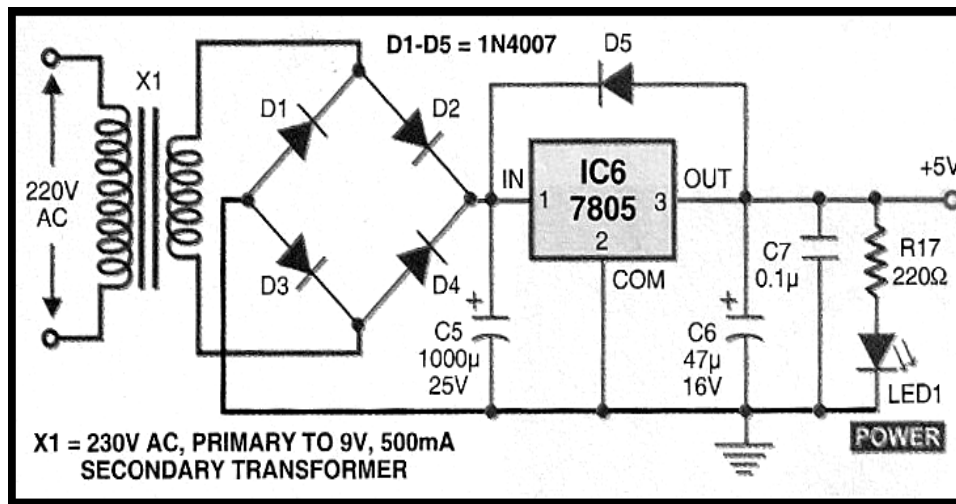 D1-D5 = 1N4007
D5
X1
D1
D2
220V
AC
IN
IC6
7805
OUT
1
3
2
COM
+5V
D3
D4
C7
0.1µ
R17
220Ω
+
C5
1000µ
25V
+
C6
47µ
16V
LED1
POWER
X1 = 230V AC, PRIMARY TO 9V, 500mA
SECONDARY TRANSFORMER